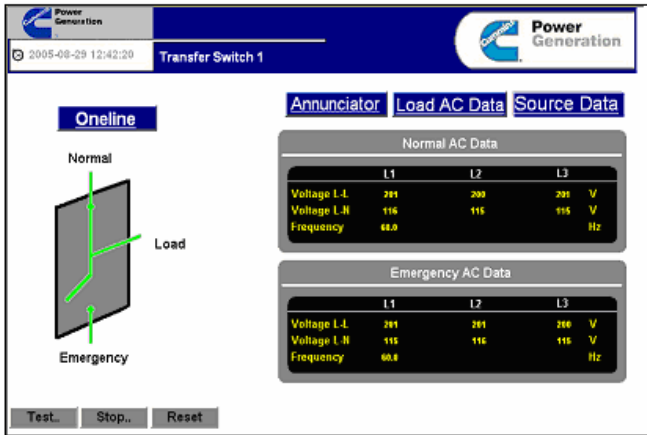 Power
Generation
2005-08-29 12:42:20
Transfer Switch 1
Cummins
Power
Generation
Oneline
Annunciator Load AC Data Source Data
Normal
Load
Emergency
Normal AC Data
L1 L2 L3
Voltage L-L 201 200 201 V
Voltage L-N 116 115 115 V
Frequency 60.0 Hz
Emergency AC Data
L1 L2 L3
Voltage L-L 201 201 200 V
Voltage L-N 115 116 115 V
Frequency 60.0 Hz
Test.. Stop.. Reset